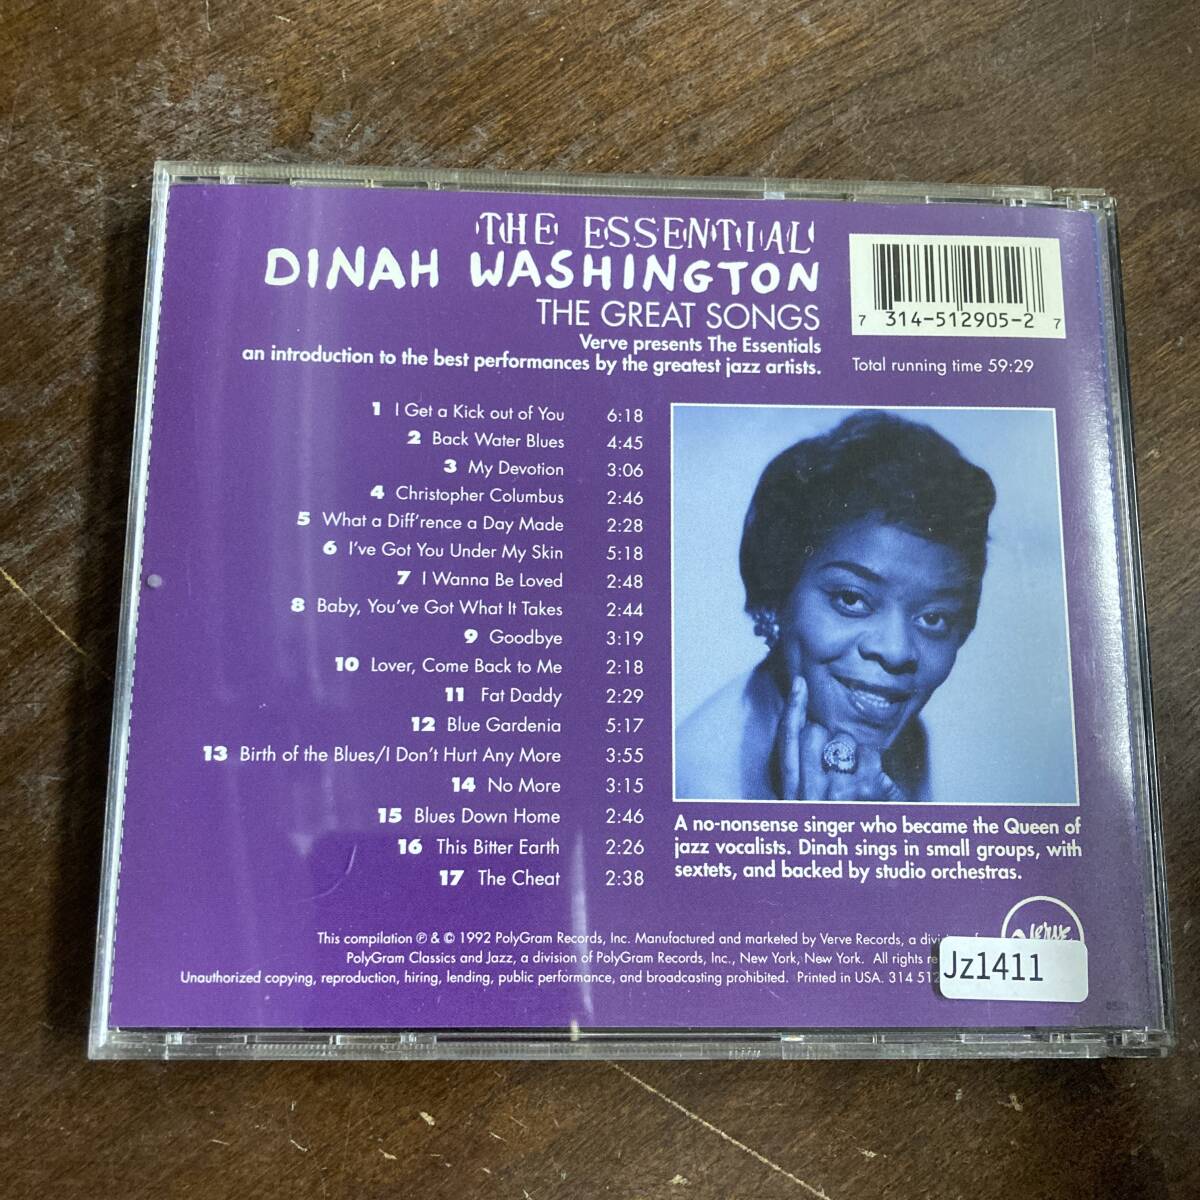 THE ESSENTIAL
DINAH WASHINGTON
THE GREAT SONGS
Verve presents The Essentials
an introduction to the best performances by the greatest jazz artists.
7 314-512905-2 7
Total running time 59:29
1 I Get a Kick out of You 6:18
2 Back Water Blues 4:45
3 My Devotion 3:06
4 Christopher Columbus 2:46
5 What a Diff'rence a Day Made 2:28
6 I've Got You Under My Skin 5:18
7 I Wanna Be Loved 2:48
8 Baby, You've Got What It Takes 2:44
9 Goodbye 3:19
10 Lover, Come Back to Me 2:18
11 Fat Daddy 2:29
12 Blue Gardenia 5:17
13 Birth of the Blues/I Don't Hurt Any More 3:55
14 No More 3:15
15 Blues Down Home 2:46
16 This Bitter Earth 2:26
17 The Cheat 2:38
A no-nonsense singer who became the Queen of
jazz vocalists. Dinah sings in small groups, with
sextets, and backed by studio orchestras.
This compilation ℗ & © 1992 PolyGram Records, Inc. Manufactured and marketed by Verve Records, a
PolyGram Classics and Jazz, a division of PolyGram Records, Inc., New York, New York. All rights
Unauthorized copying, reproduction, hiring, lending, public performance, and broadcasting prohibited. Printed in USA. 314 512
Verve
Jz1411